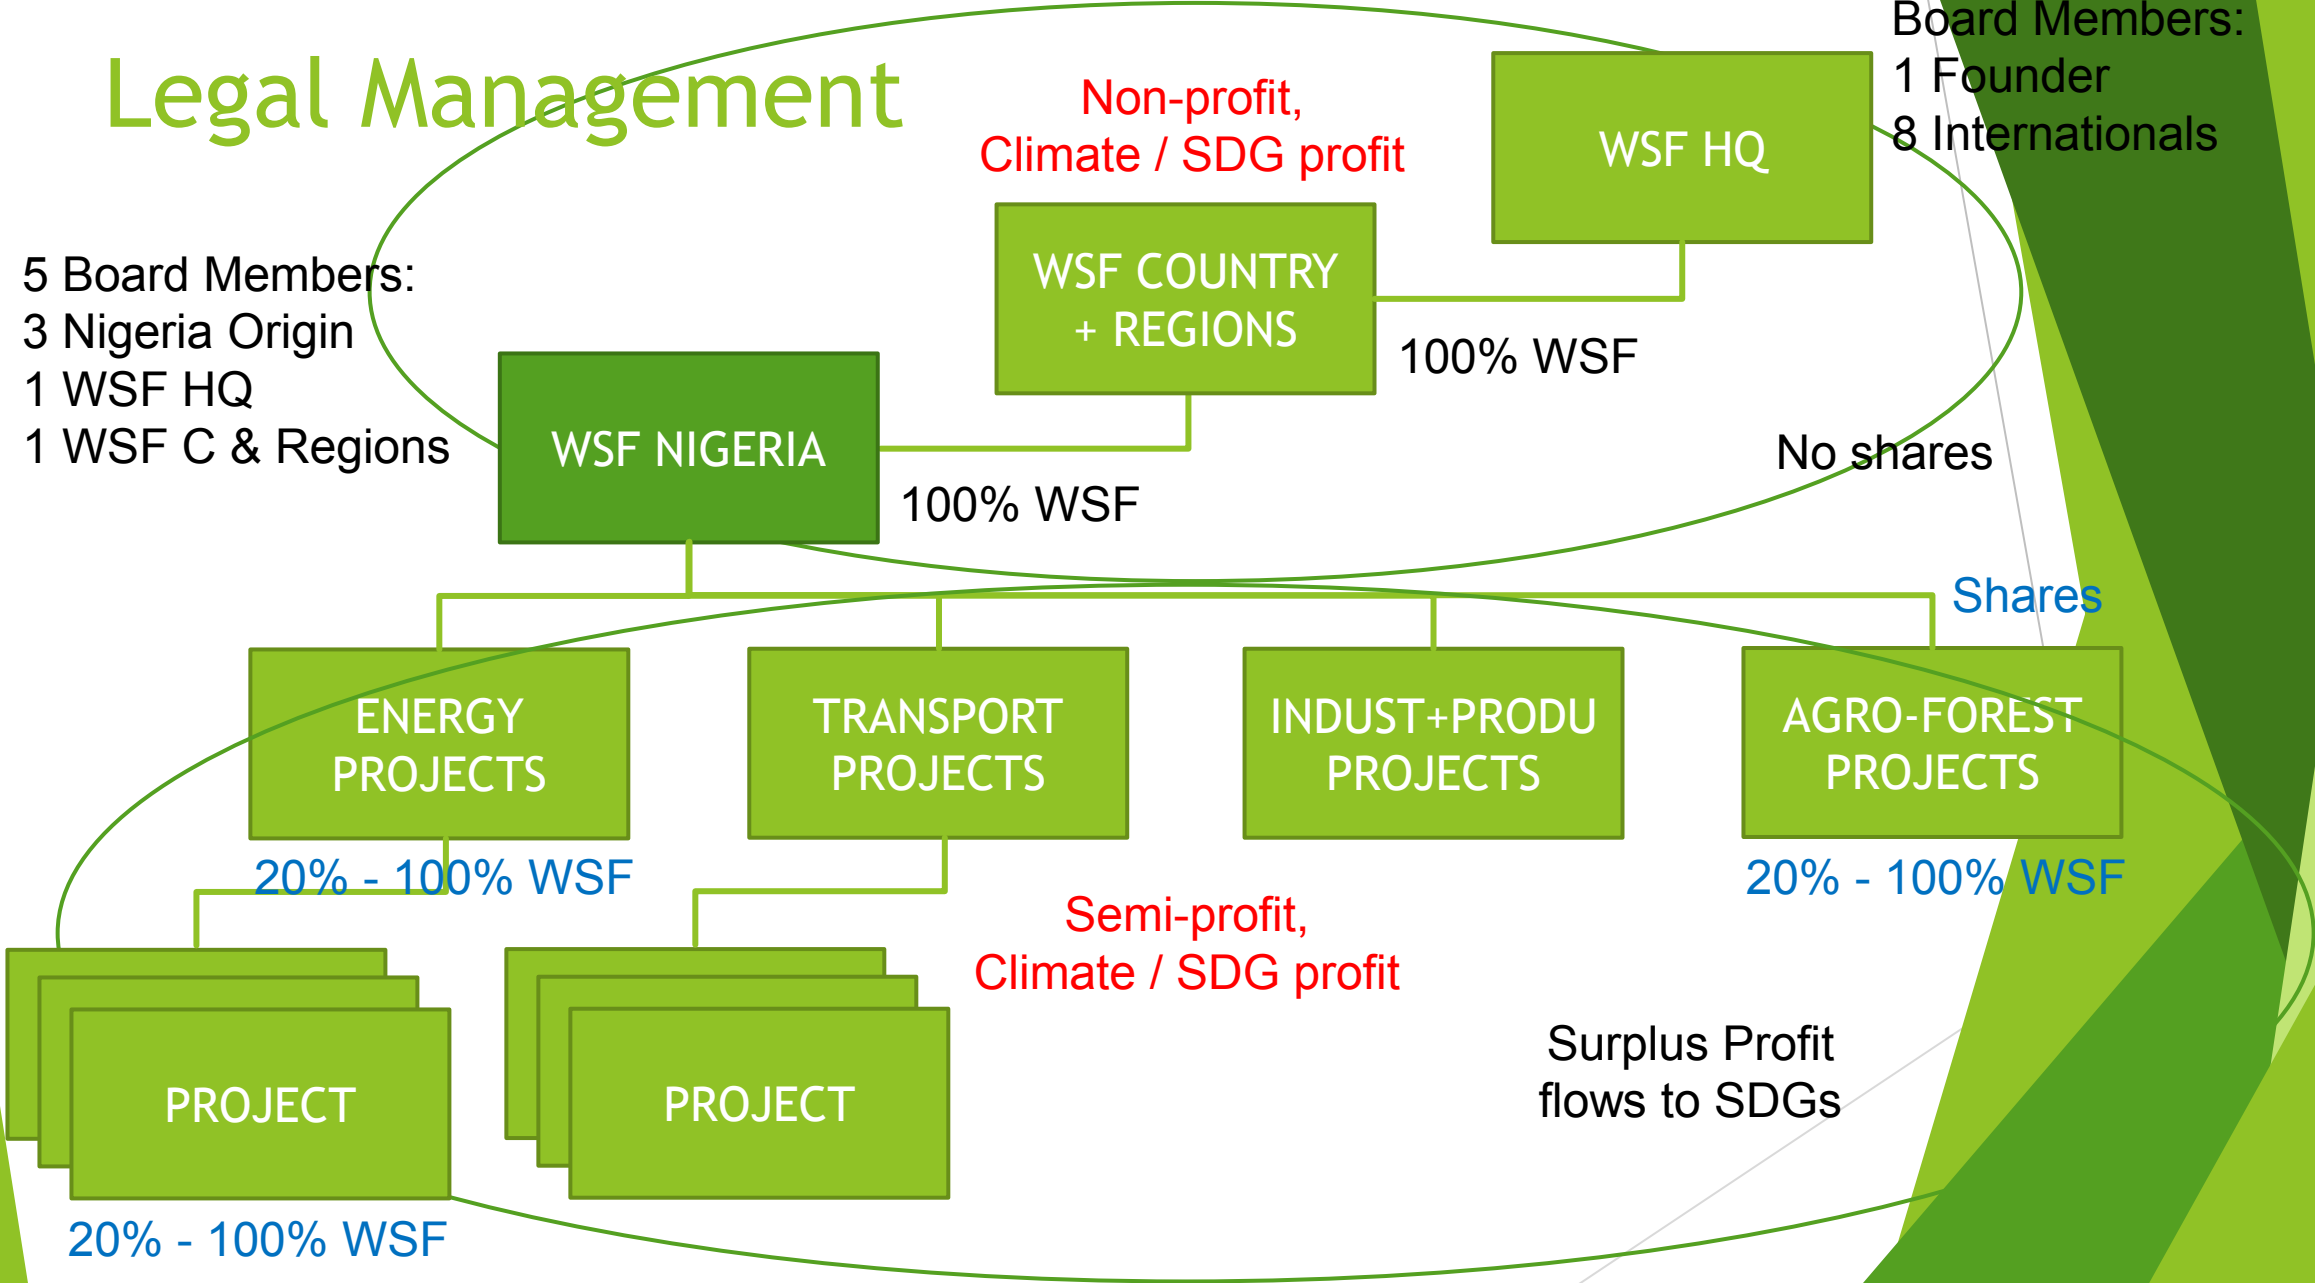 Legal Management
Board Members:
1 Founder
8 Internationals
Non-profit,
Climate / SDG profit
WSF HQ
WSF COUNTRY
+ REGIONS
100% WSF
5 Board Members:
3 Nigeria Origin
1 WSF HQ
1 WSF C & Regions
WSF NIGERIA
100% WSF
No shares
Shares
ENERGY
PROJECTS
TRANSPORT
PROJECTS
INDUST+PRODU
PROJECTS
AGRO-FOREST
PROJECTS
20% - 100% WSF
20% - 100% WSF
Semi-profit,
Climate / SDG profit
PROJECT
PROJECT
Surplus Profit
flows to SDGs
20% - 100% WSF